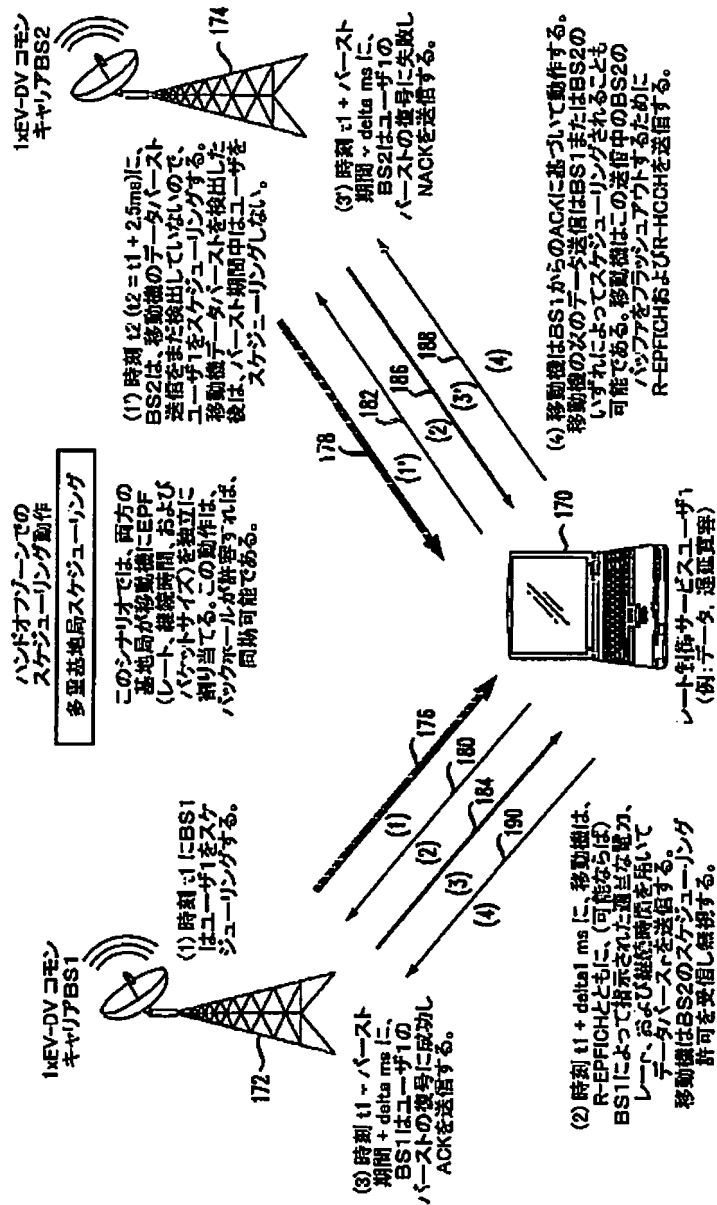 ハンドオフゾーンでの
スケジューリング動作
多重基地局スケジューリング
このシナリオでは、両方の
基地局が移動機にEPF
(レート、継続時間、および
パケットサイズ)を独立に
割り当てる。この動作は、
バックホールが許容すれば、
同期可能である。
1xEV-DV コモン
キャリアBS1
172
(1) 時刻 t1 にBS1
はユーザ1をスケ
ジューリングする。
(3) 時刻 t1 + バースト
期間 + delta ms に、
BS1はユーザ1の
バーストの復号に成功し
ACKを送信する。
(1)
176
(2)
180
(3)
184
(4)
190
(2) 時刻 t1 + delta1 ms に、移動機は、
R-EPFICHとともに、(可能ならば)
BS1によって指示された適当な電力、
レート、および継続時間を用いて
データバーストを送信する。
移動機はBS2のスケジューリング
許可を受信し無視する。
1xEV-DV コモン
キャリアBS2
174
(1') 時刻 t2 (t2 = t1 + 2.5ms)に、
BS2は、移動機のデータバースト
送信をまだ検出していないので、
ユーザ1をスケジューリングする。
移動機データバーストを検出した
後は、バースト期間中はユーザを
スケジューリングしない。
(3') 時刻 t1 + バースト
期間 + delta ms に、
BS2はユーザ1の
バーストの復号に失敗し
NACKを送信する。
178
(1')
182
(2)
186
(3')
188
(4)
(4) 移動機はBS1からのACKに基づいて動作する。
移動機の次のデータ送信はBS1またはBS2の
いずれによってスケジューリングされることも
可能である。移動機はこの送信中のBS2の
バッファをフラッシュアウトするために
R-EPFICHおよびR-HCCHを送信する。
170
レート制御サービスユーザ1
(例:データ, 遅延寛容)